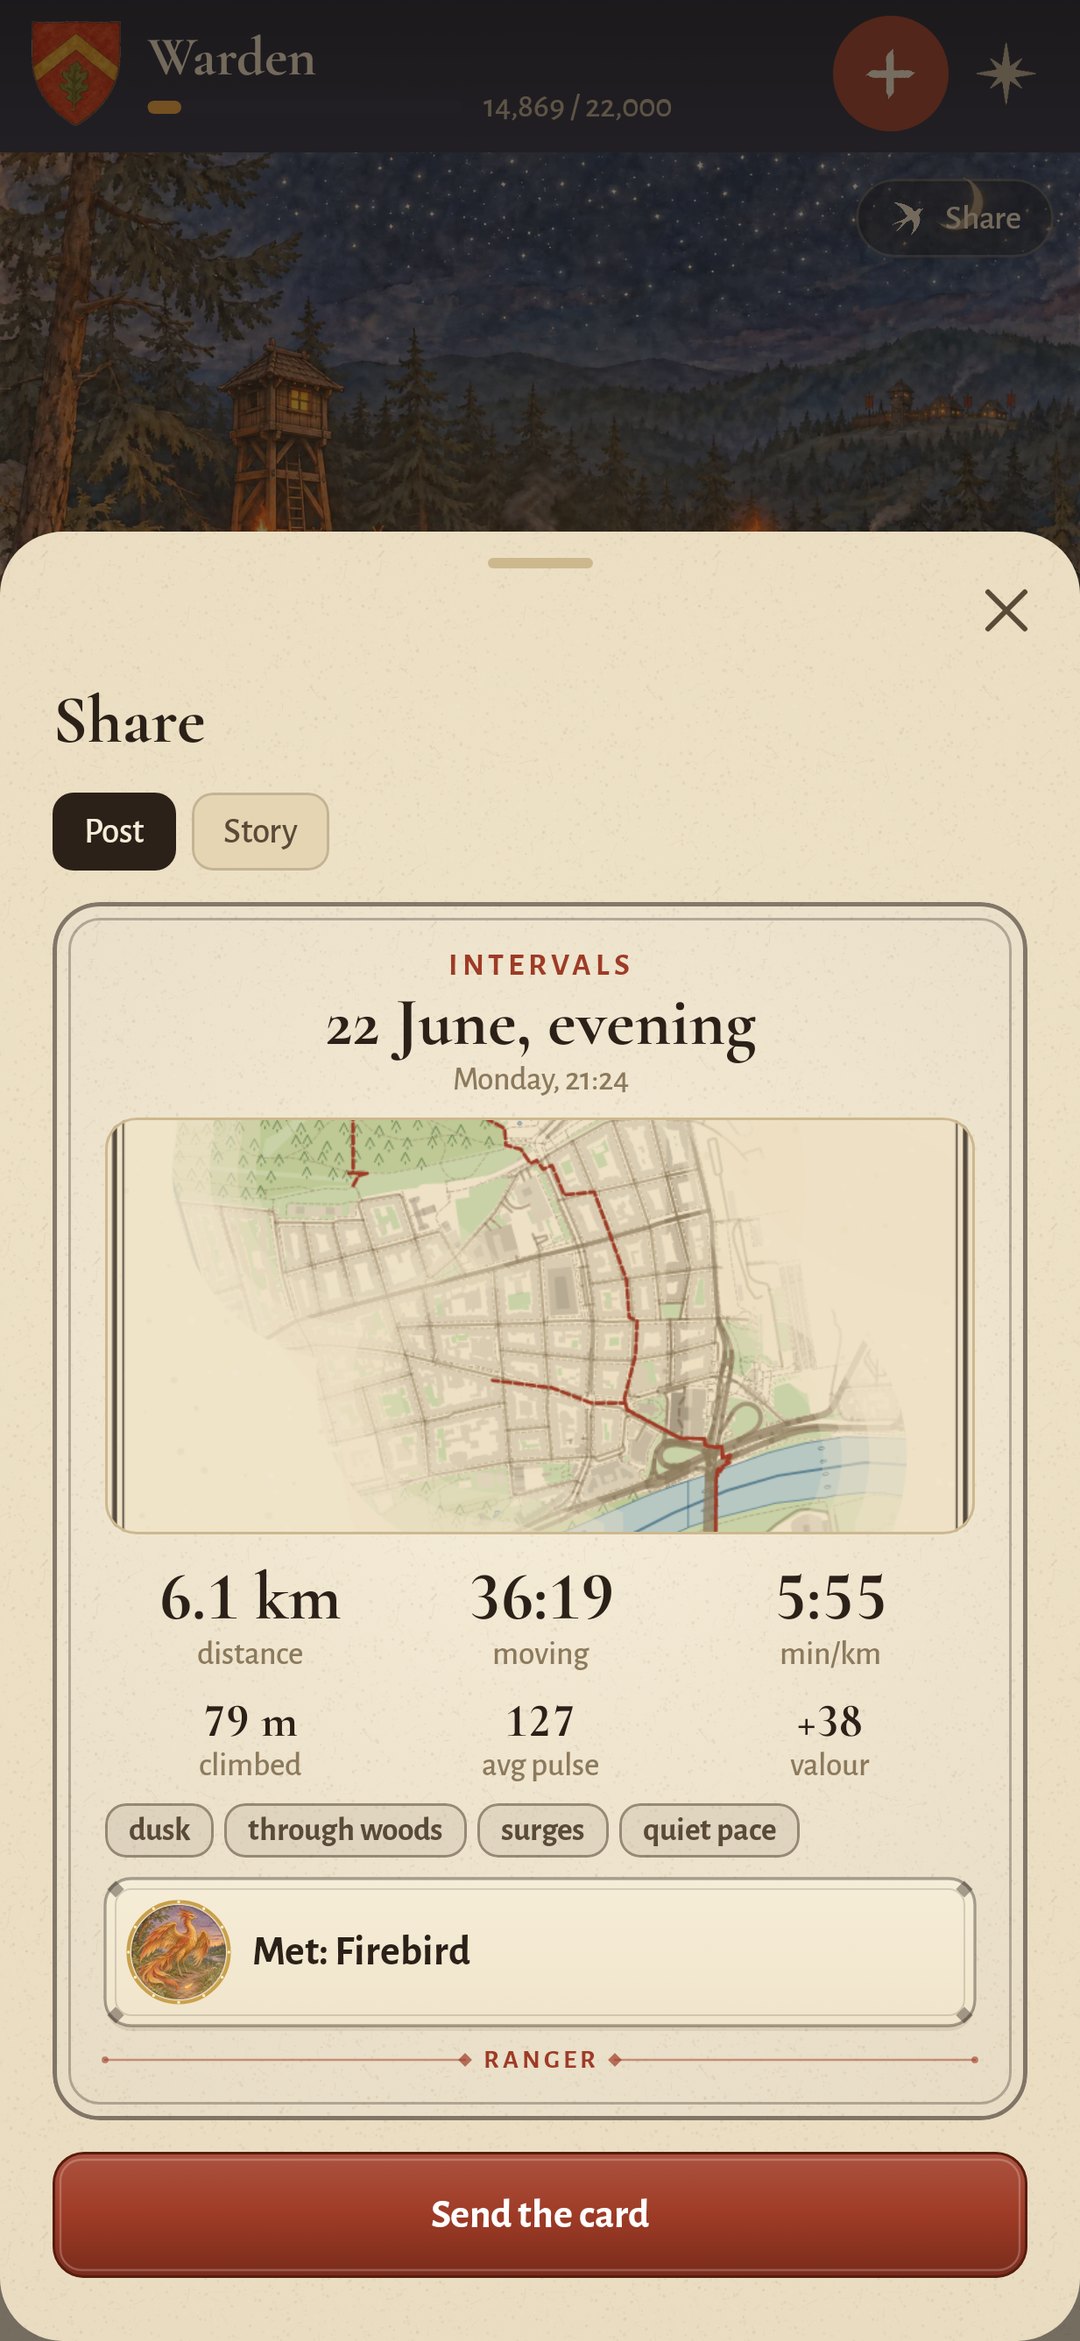 Warden
14,869 / 22,000
Share
Share
Post
Story
INTERVALS
22 June, evening
Monday, 21:24
6.1 km
36:19
5:55
distance
moving
min/km
79 m
127
+38
climbed
avg pulse
valour
dusk
through woods
surges
quiet pace
Met: Firebird
RANGER
Send the card